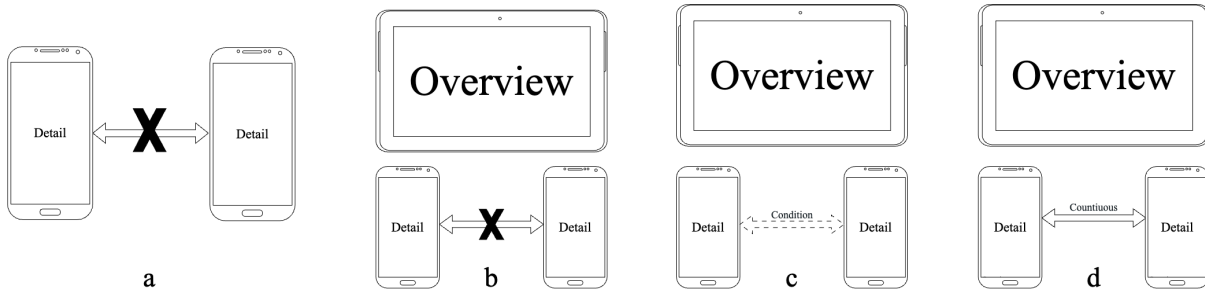 Detail
Detail
a
Overview
Detail
Detail
b
Overview
Detail
Condition
Detail
c
Overview
Detail
Countiuous
Detail
d